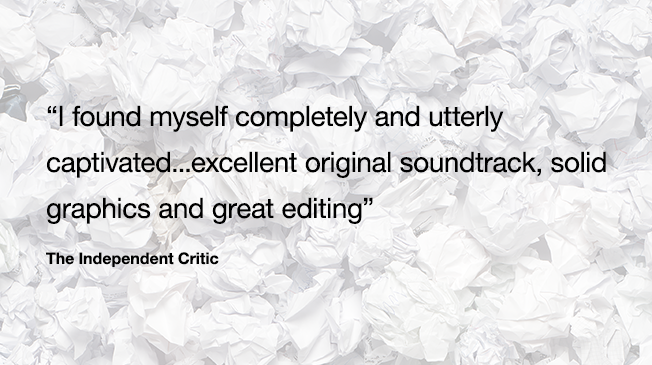 “I found myself completely and utterly
captivated...excellent original soundtrack, solid
graphics and great editing”
The Independent Critic